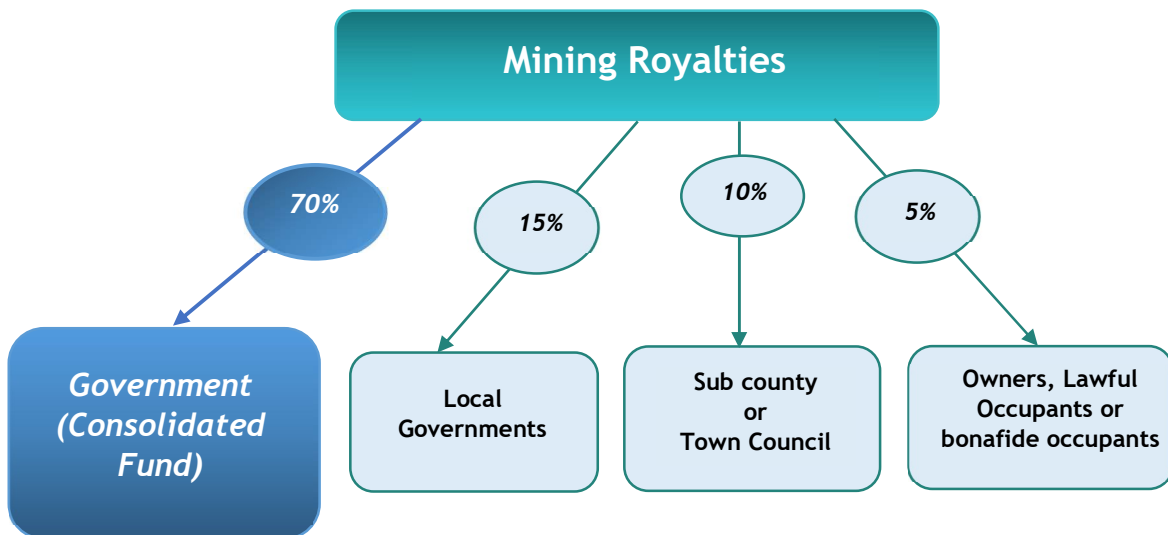 Mining Royalties
70%
15%
10%
5%
Government
(Consolidated
Fund)
Local
Governments
Sub county
or
Town Council
Owners, Lawful
Occupants or
bonafide occupants